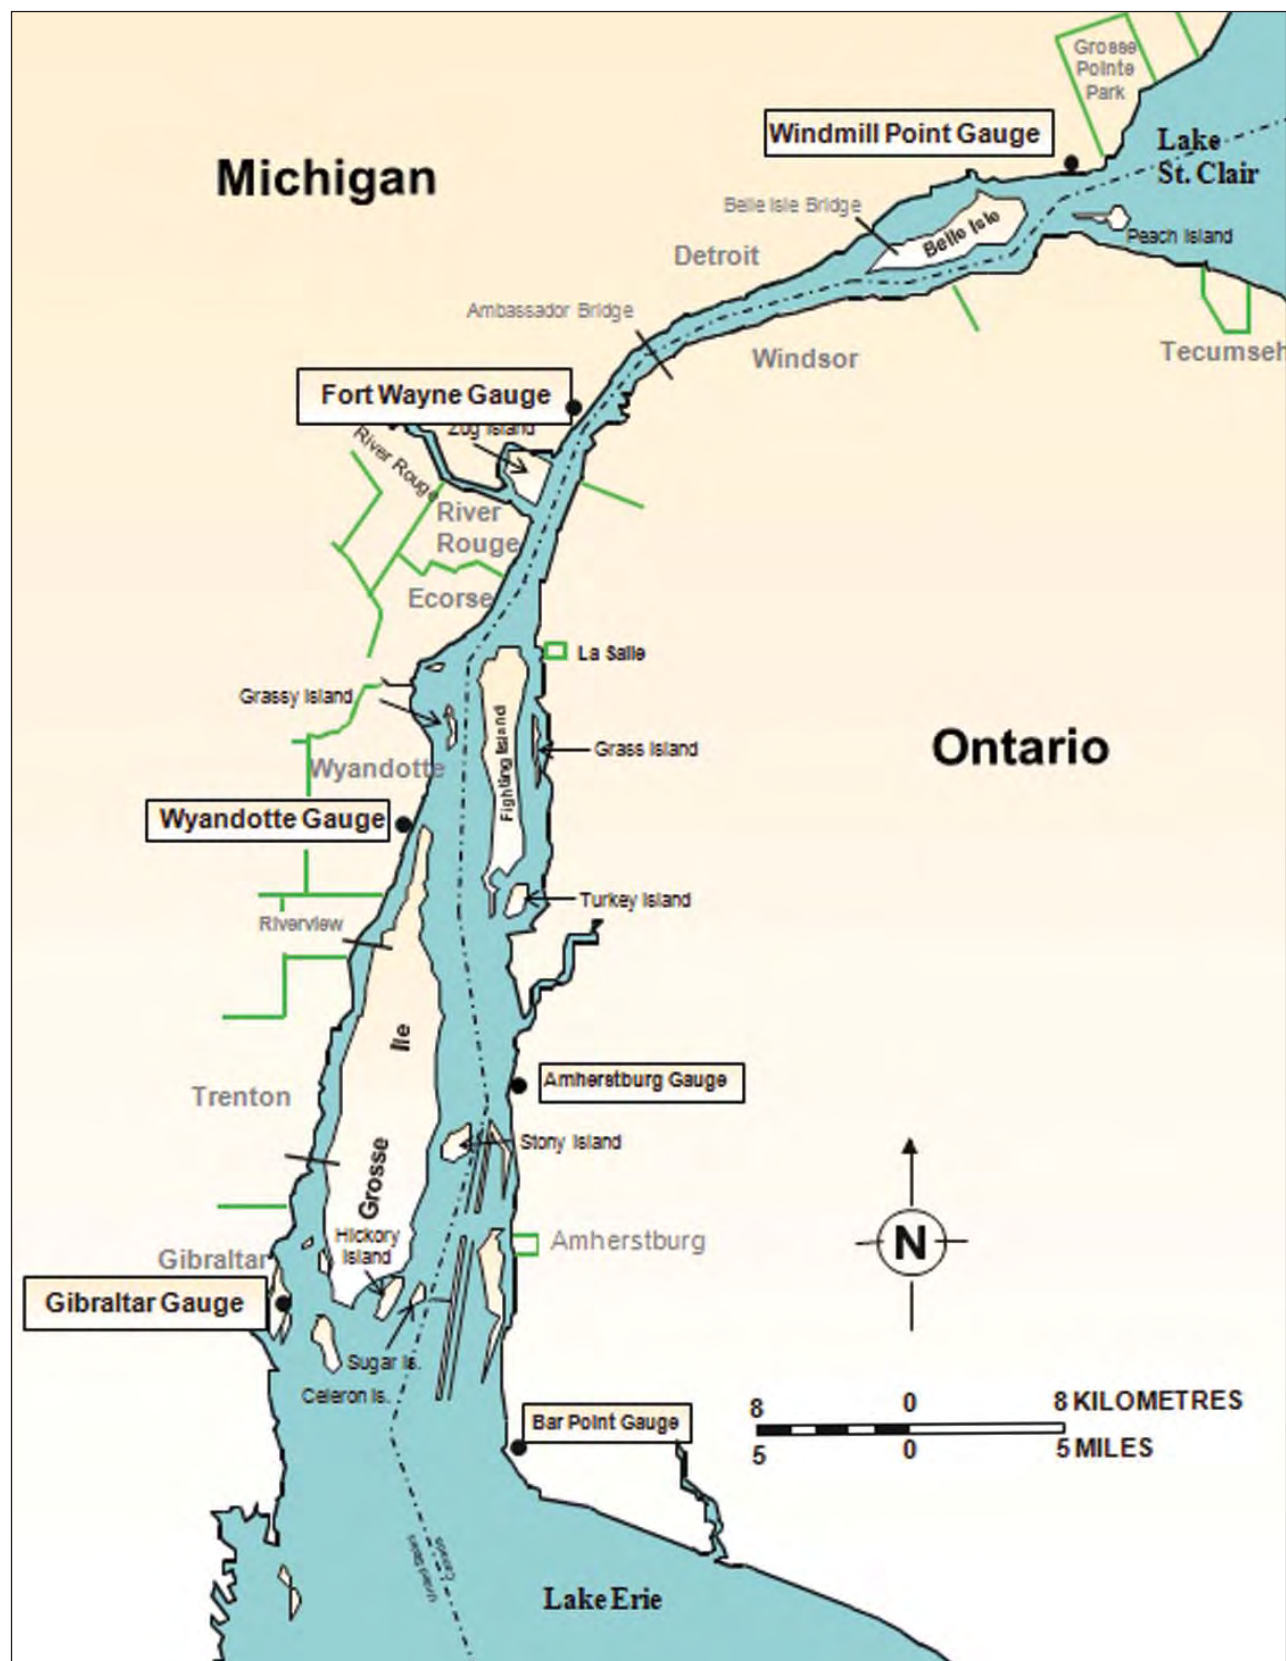 Grosse
Pointe
Park
Windmill Point Gauge
Lake
St. Clair
Michigan
Belle Isle Bridge
Belle Isle
Peach Island
Detroit
Ambassador Bridge
Windsor
Tecumseh
Fort Wayne Gauge
Zug Island
River Rouge
River
Rouge
Ecorse
La Salle
Grassy Island
Fighting Island
Grass Island
Ontario
Wyandotte
Wyandotte Gauge
Turkey Island
Riverview
Grosse Ile
Amherstburg Gauge
Trenton
Stony Island
Hickory
Island
Amherstburg
N
Gibraltar
Gibraltar Gauge
Sugar Is.
Celeron Is.
Bar Point Gauge
8 0 8 KILOMETRES
5 0 5 MILES
United States
Canada
Lake Erie